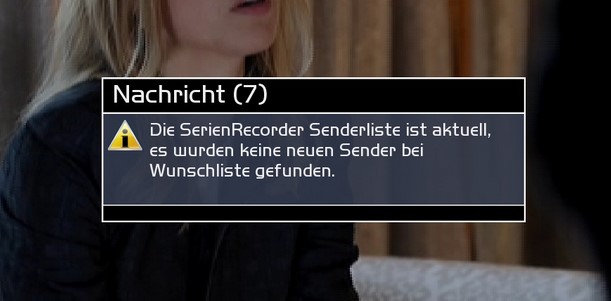 Nachricht (7)
Die SerienRecorder Senderliste ist aktuell,
es wurden keine neuen Sender bei
Wunschliste gefunden.